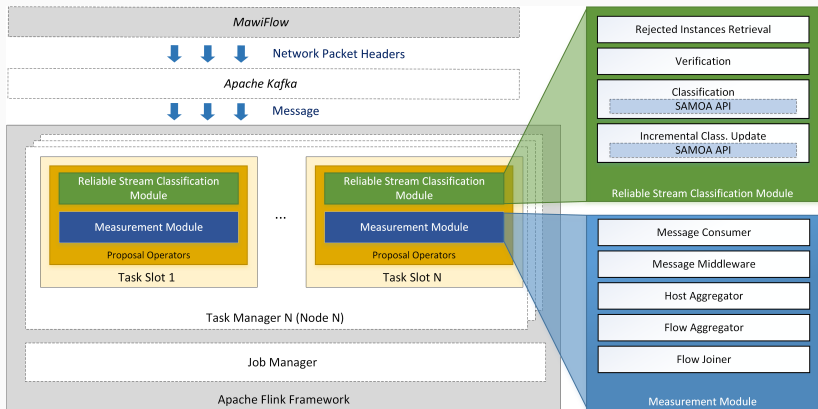 MawiFlow
Network Packet Headers
Apache Kafka
Message
Reliable Stream Classification
Module
Measurement Module
Proposal Operators
Task Slot 1
...
Reliable Stream Classification
Module
Measurement Module
Proposal Operators
Task Slot N
Task Manager N (Node N)
Job Manager
Apache Flink Framework
Rejected Instances Retrieval
Verification
Classification
SAMOA API
Incremental Class. Update
SAMOA API
Reliable Stream Classification Module
Message Consumer
Message Middleware
Host Aggregator
Flow Aggregator
Flow Joiner
Measurement Module